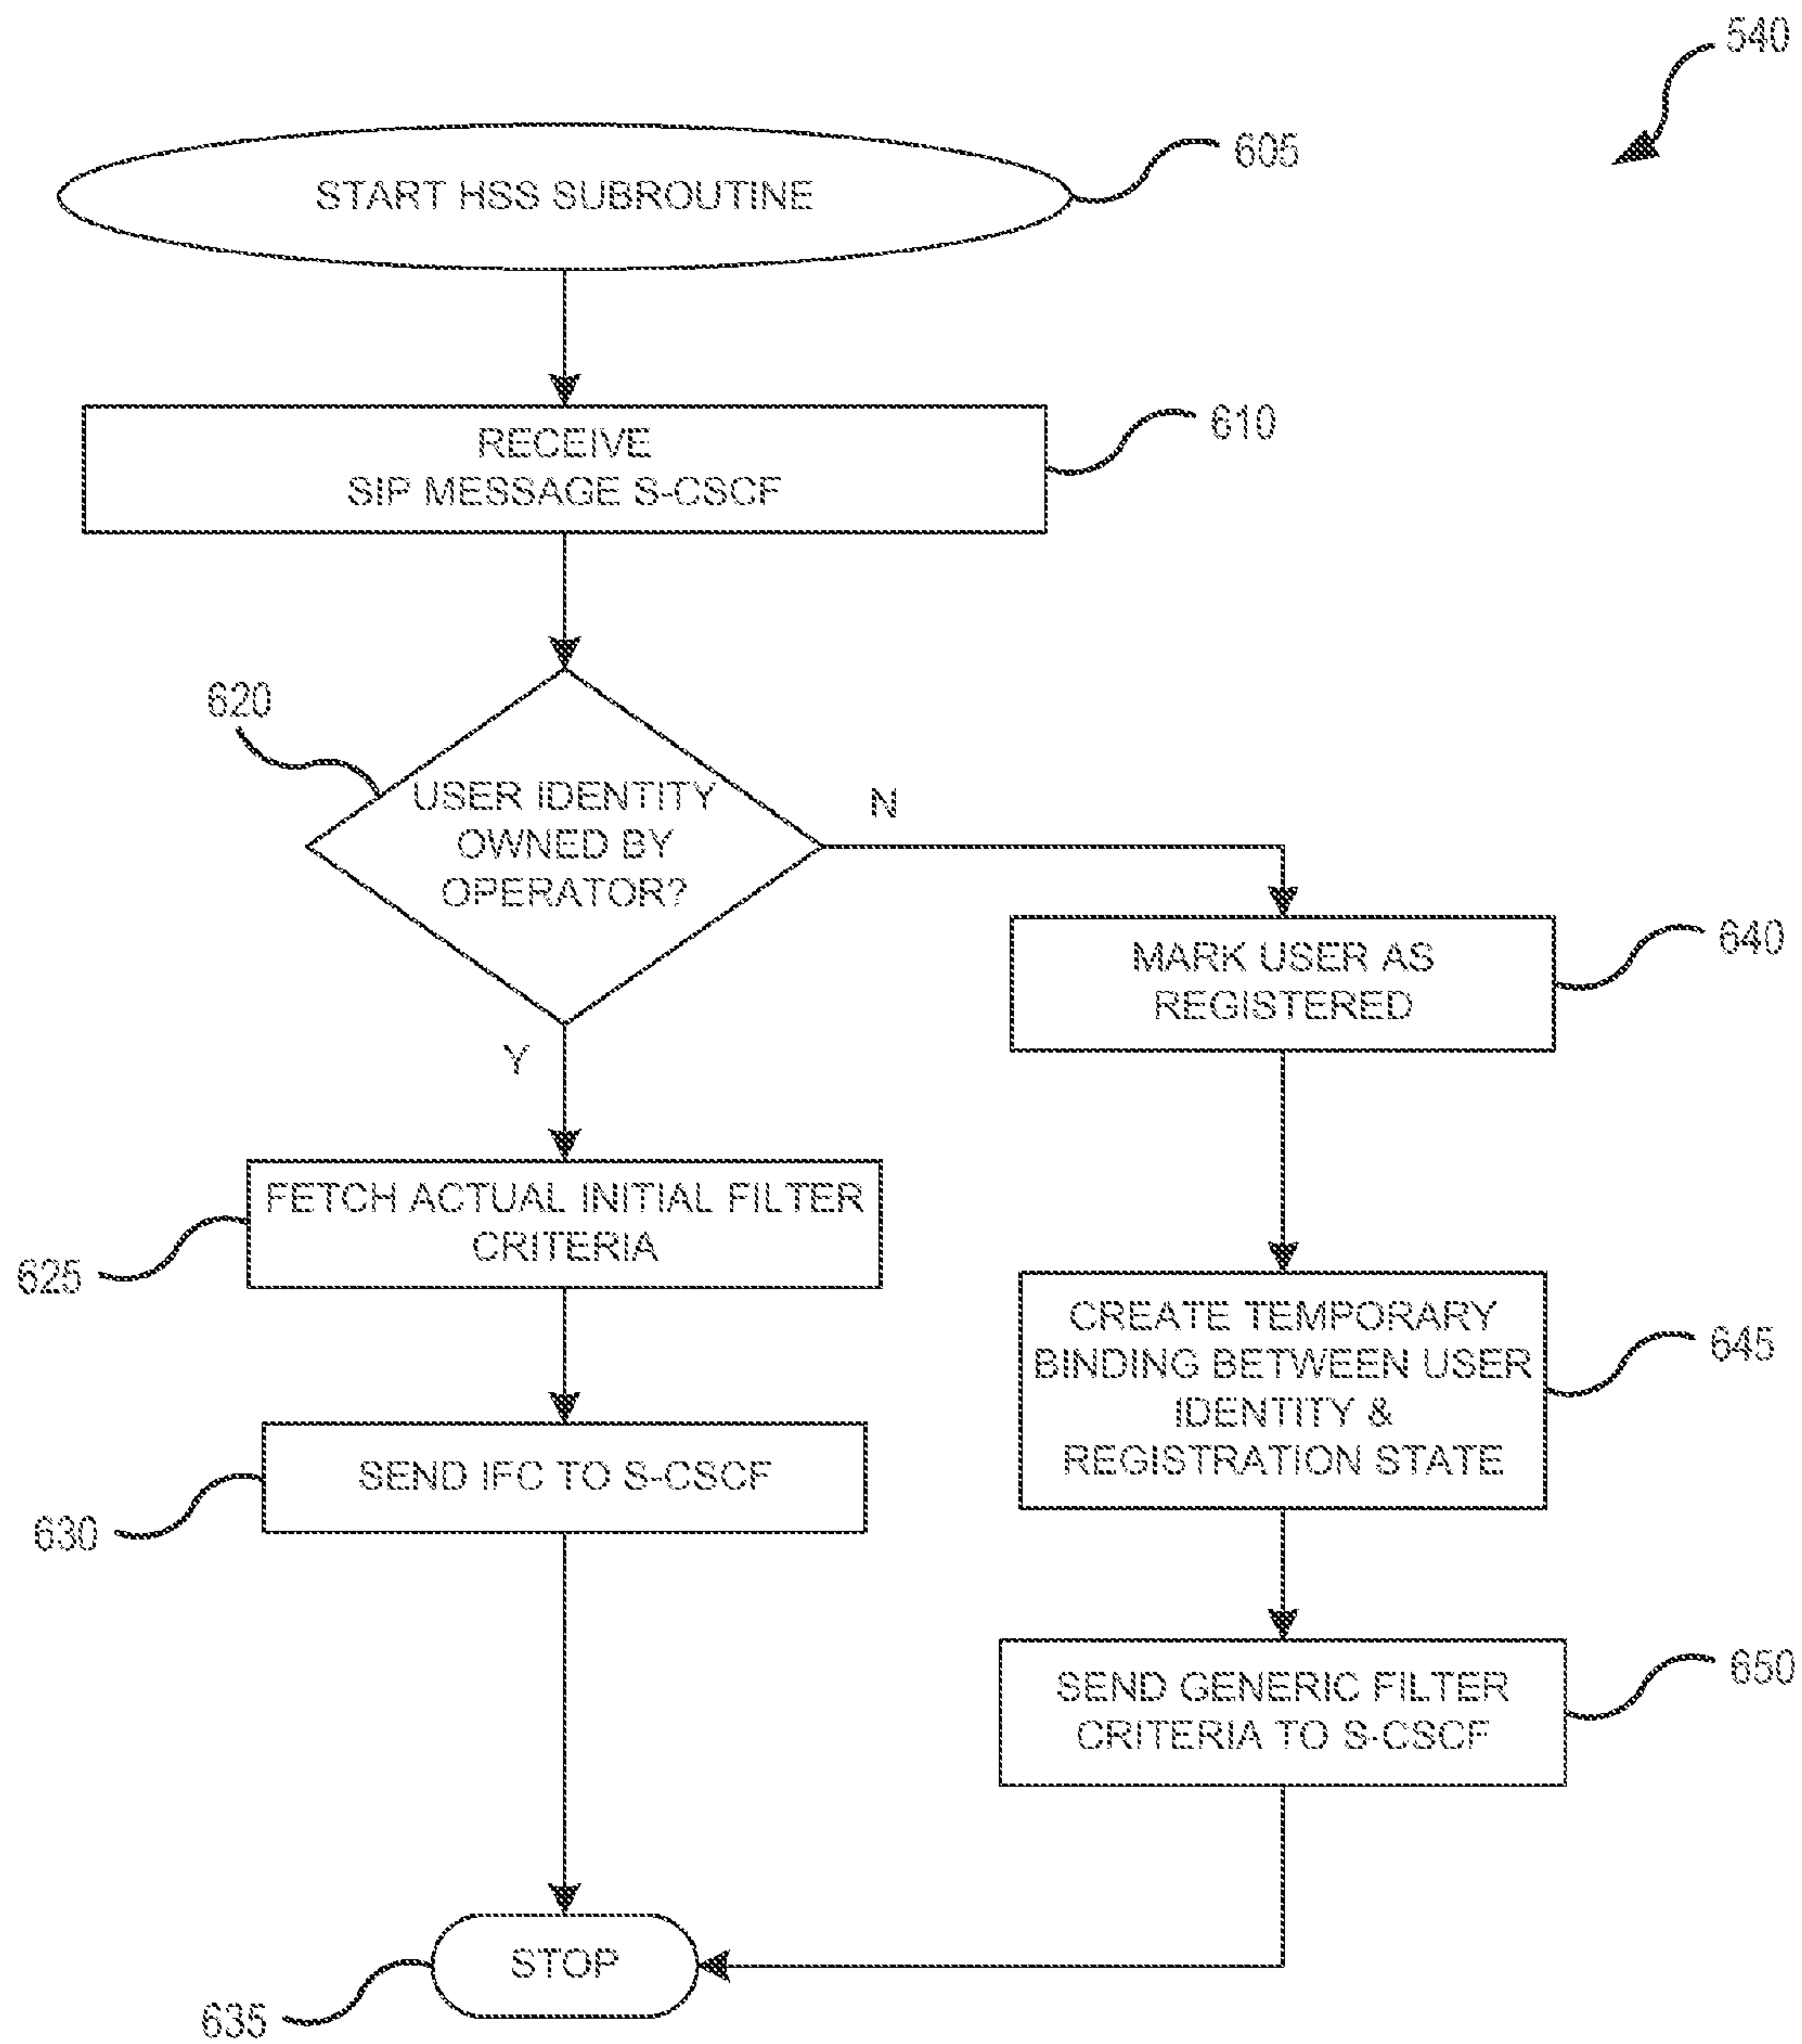 540
605
START HSS SUBROUTINE
610
RECEIVE
SIP MESSAGE S-CSCF
620
USER IDENTITY
OWNED BY
OPERATOR?
N
Y
640
MARK USER AS
REGISTERED
FETCH ACTUAL INITIAL FILTER
CRITERIA
625
CREATE TEMPORARY
BINDING BETWEEN USER
IDENTITY &
REGISTRATION STATE
645
SEND IFC TO S-CSCF
630
SEND GENERIC FILTER
CRITERIA TO S-CSCF
650
STOP
635